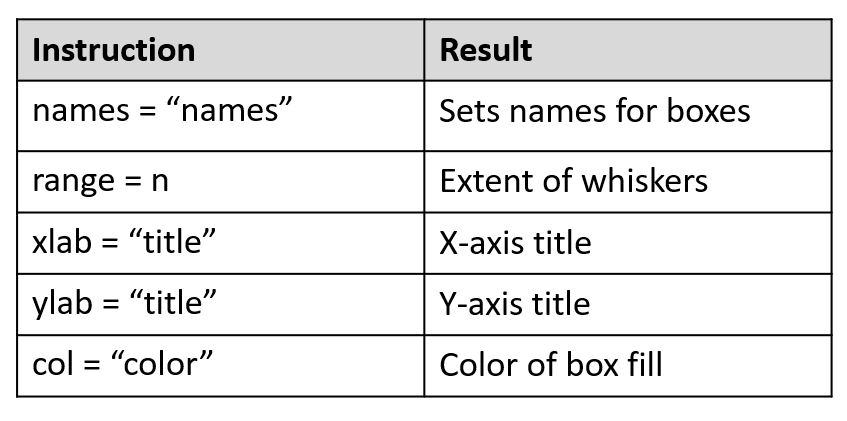 Instruction Result
names = “names” Sets names for boxes
range = n Extent of whiskers
xlab = “title” X-axis title
ylab = “title” Y-axis title
col = “color” Color of box fill